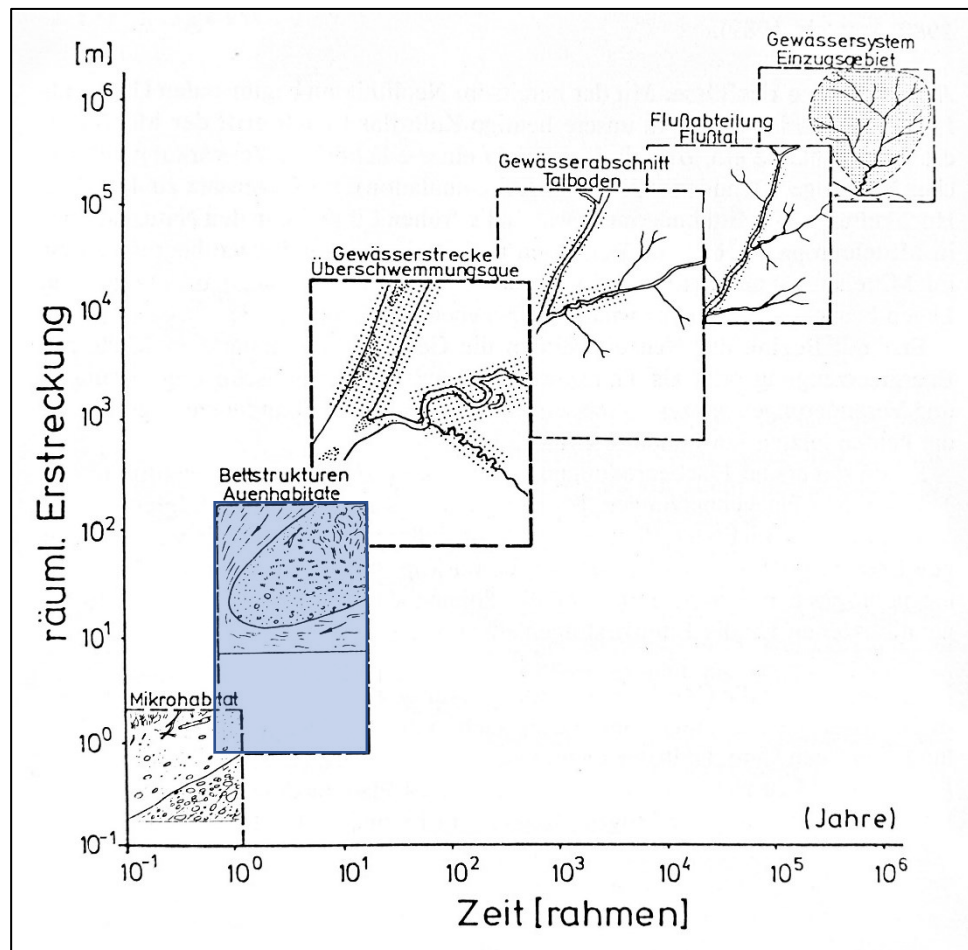 [m]
Gewässersystem
Einzugsgebiet
10⁶
Flußabteilung
Flußtal
Gewässerabschnitt
Talboden
10⁵
Gewässerstrecke
Überschwemmungsaue
10⁴
10³
Bettstrukturen
Auenhabitate
10²
10¹
Mikrohabitat
10⁰
10⁻¹
räuml. Erstreckung
(Jahre)
10⁻¹ 10⁰ 10¹ 10² 10³ 10⁴ 10⁵ 10⁶
Zeit [rahmen]